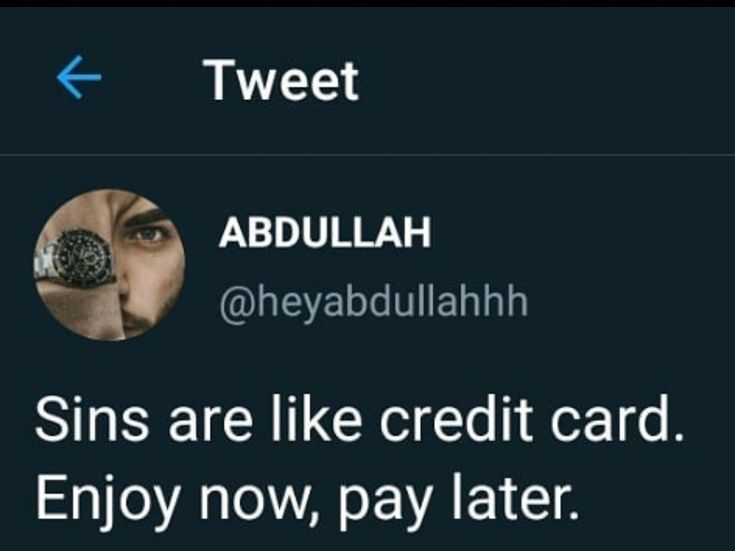 Tweet
ABDULLAH
@heyabdullahhh
Sins are like credit card.
Enjoy now, pay later.